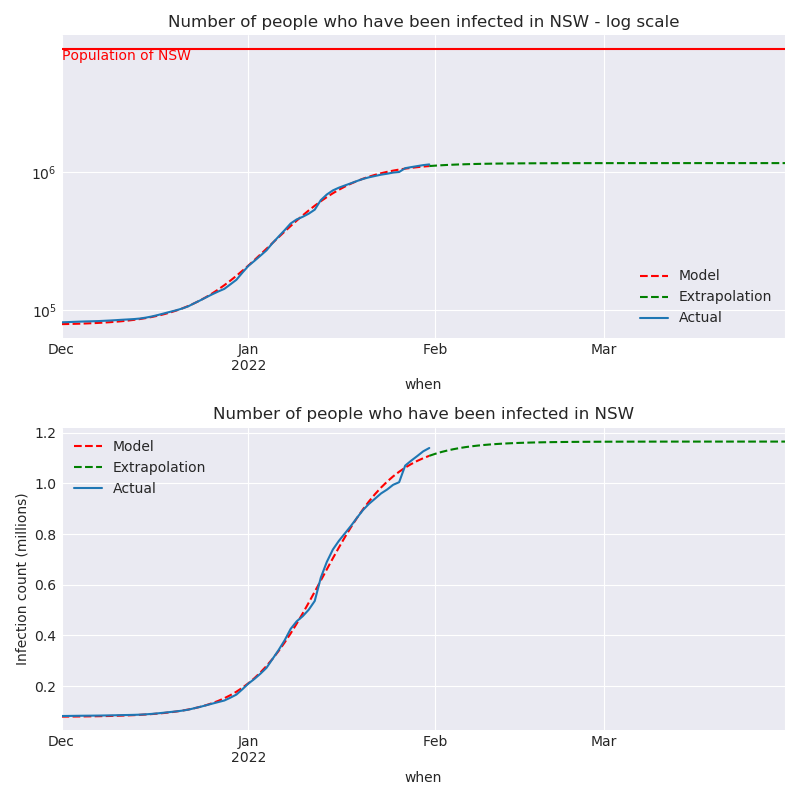 Number of people who have been infected in NSW - log scale
Population of NSW
10^6
10^5
Model
Extrapolation
Actual
Dec
Jan
2022
Feb
Mar
when
Number of people who have been infected in NSW
Infection count (millions)
1.2
1.0
0.8
0.6
0.4
0.2
Model
Extrapolation
Actual
Dec
Jan
2022
Feb
Mar
when